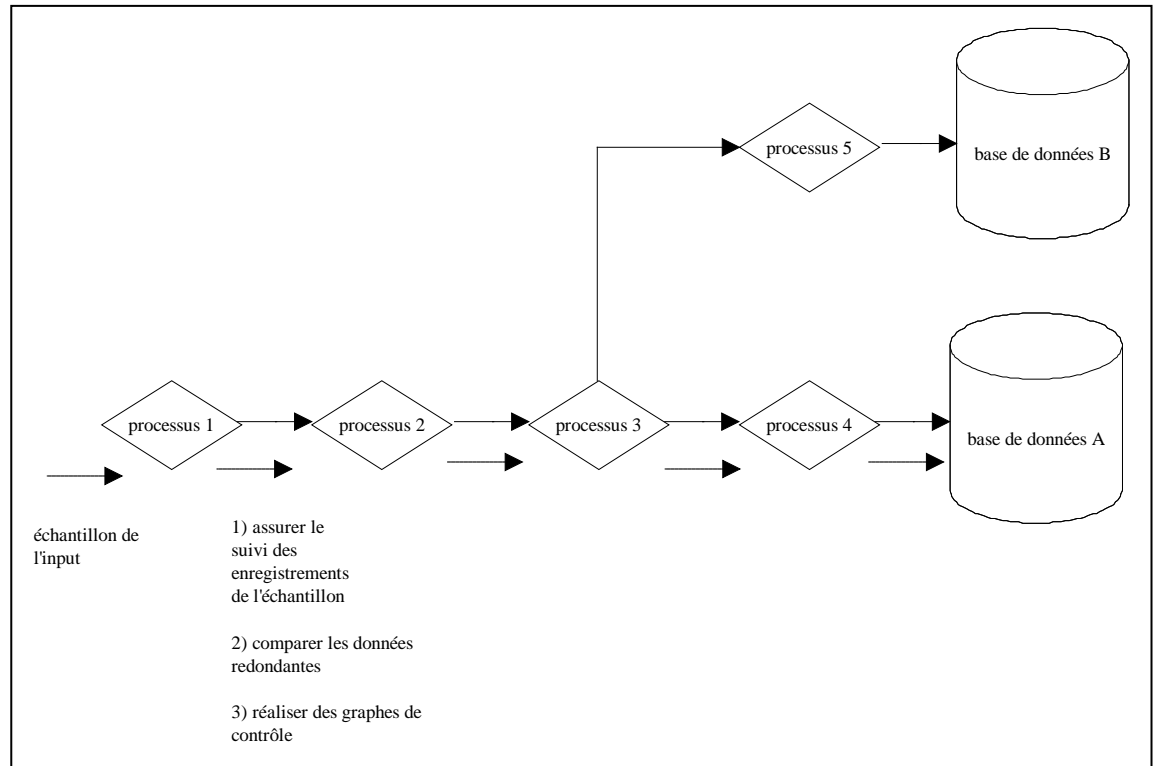 processus 5
base de données B
processus 1
processus 2
processus 3
processus 4
base de données A
échantillon de
l'input
1) assurer le
suivi des
enregistrements
de l'échantillon
2) comparer les données
redondantes
3) réaliser des graphes de
contrôle